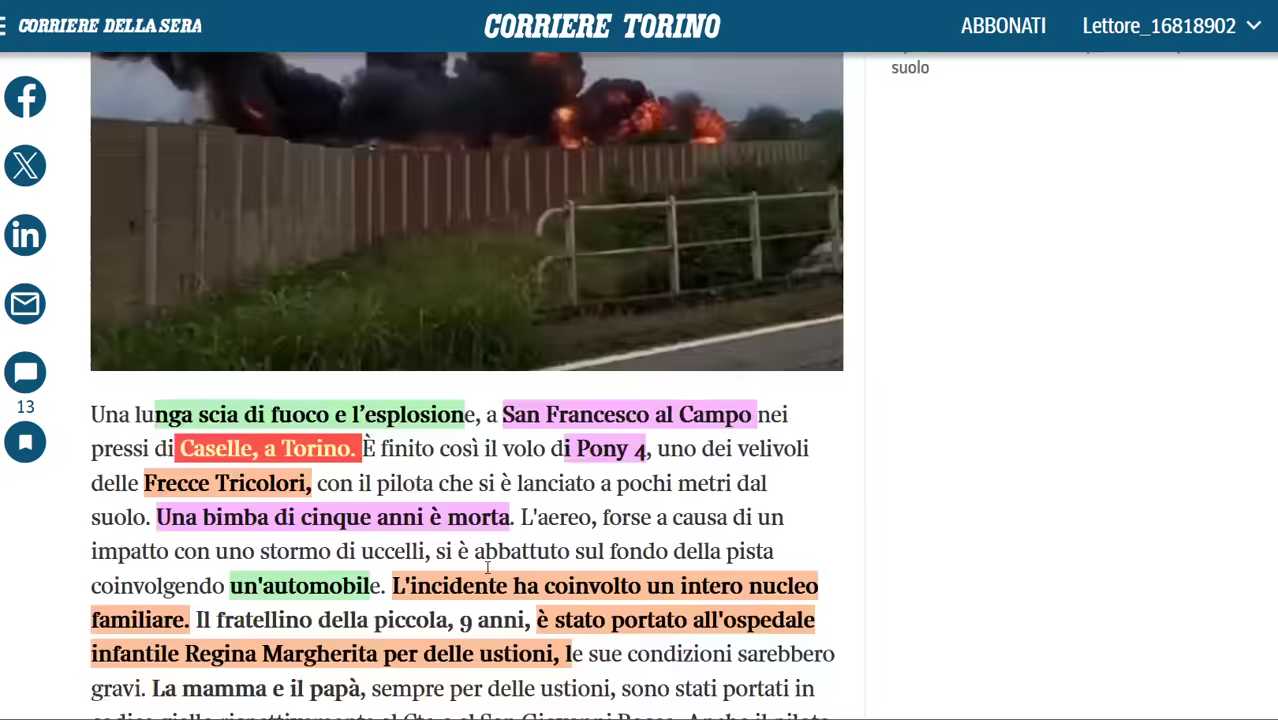 CORRIERE DELLA SERA
CORRIERE TORINO
ABBONATI
Lettore_16818902
suolo
13
Una lunga scia di fuoco e l’esplosione, a San Francesco al Campo nei
pressi di Caselle, a Torino. È finito così il volo di Pony 4, uno dei velivoli
delle Frecce Tricolori, con il pilota che si è lanciato a pochi metri dal
suolo. Una bimba di cinque anni è morta. L'aereo, forse a causa di un
impatto con uno stormo di uccelli, si è abbattuto sul fondo della pista
coinvolgendo un'automobile. L'incidente ha coinvolto un intero nucleo
familiare. Il fratellino della piccola, 9 anni, è stato portato all'ospedale
infantile Regina Margherita per delle ustioni, le sue condizioni sarebbero
gravi. La mamma e il papà, sempre per delle ustioni, sono stati portati in